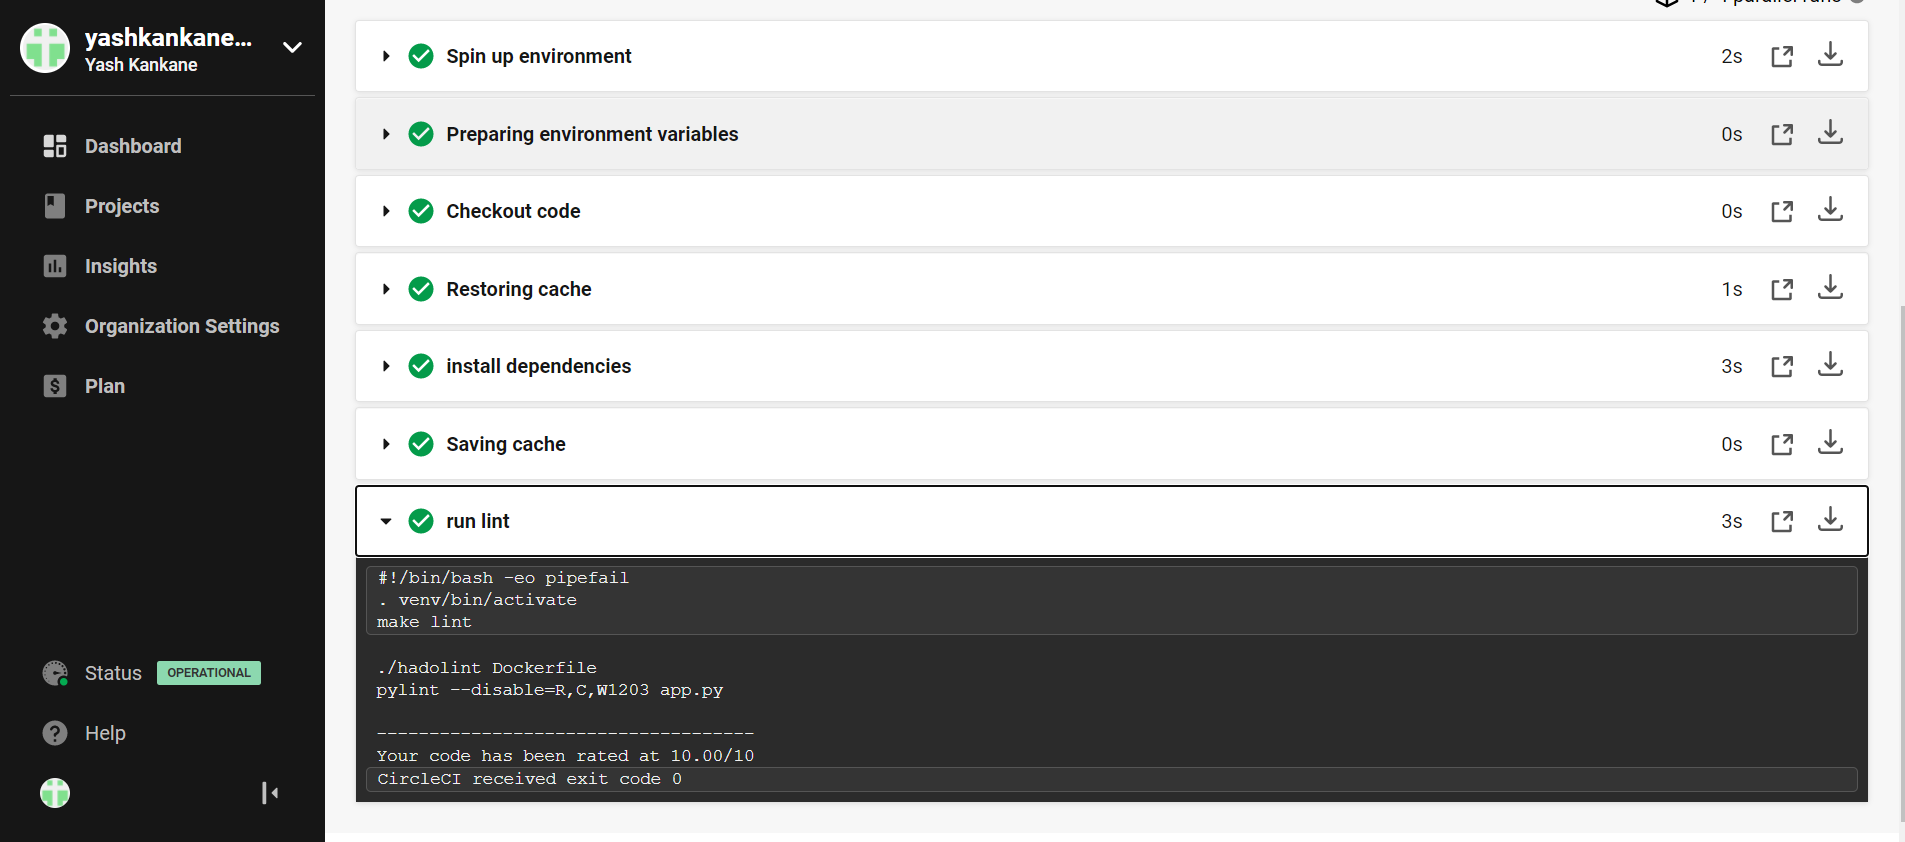 yashkankane...
Yash Kankane
Dashboard
Projects
Insights
Organization Settings
Plan
Status OPERATIONAL
Help
Spin up environment 2s
Preparing environment variables 0s
Checkout code 0s
Restoring cache 1s
install dependencies 3s
Saving cache 0s
run lint 3s
#!/bin/bash -eo pipefail
. venv/bin/activate
make lint
./hadolint Dockerfile
pylint --disable=R,C,W1203 app.py
------------------------------------
Your code has been rated at 10.00/10
CircleCI received exit code 0